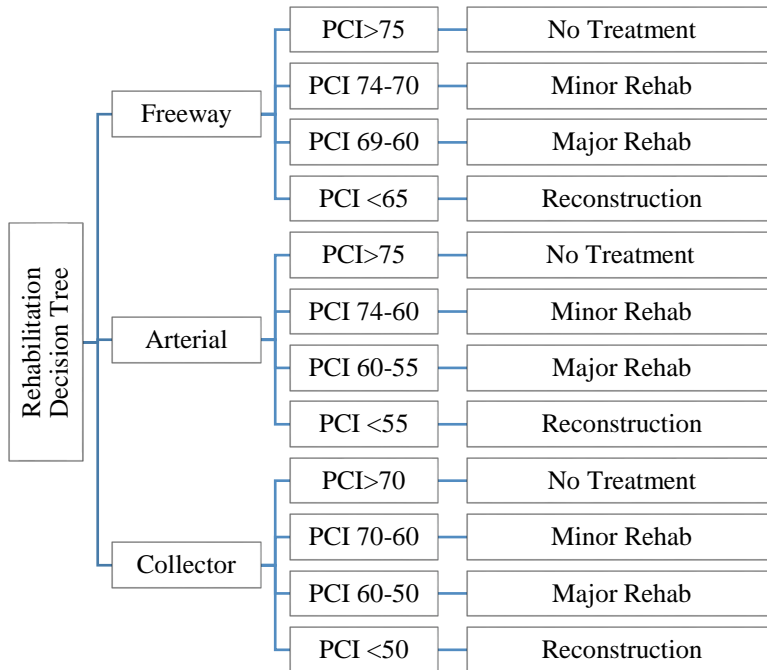 Rehabilitation
Decision Tree
Freeway
PCI>75
No Treatment
PCI 74-70
Minor Rehab
PCI 69-60
Major Rehab
PCI <65
Reconstruction
Arterial
PCI>75
No Treatment
PCI 74-60
Minor Rehab
PCI 60-55
Major Rehab
PCI <55
Reconstruction
Collector
PCI>70
No Treatment
PCI 70-60
Minor Rehab
PCI 60-50
Major Rehab
PCI <50
Reconstruction